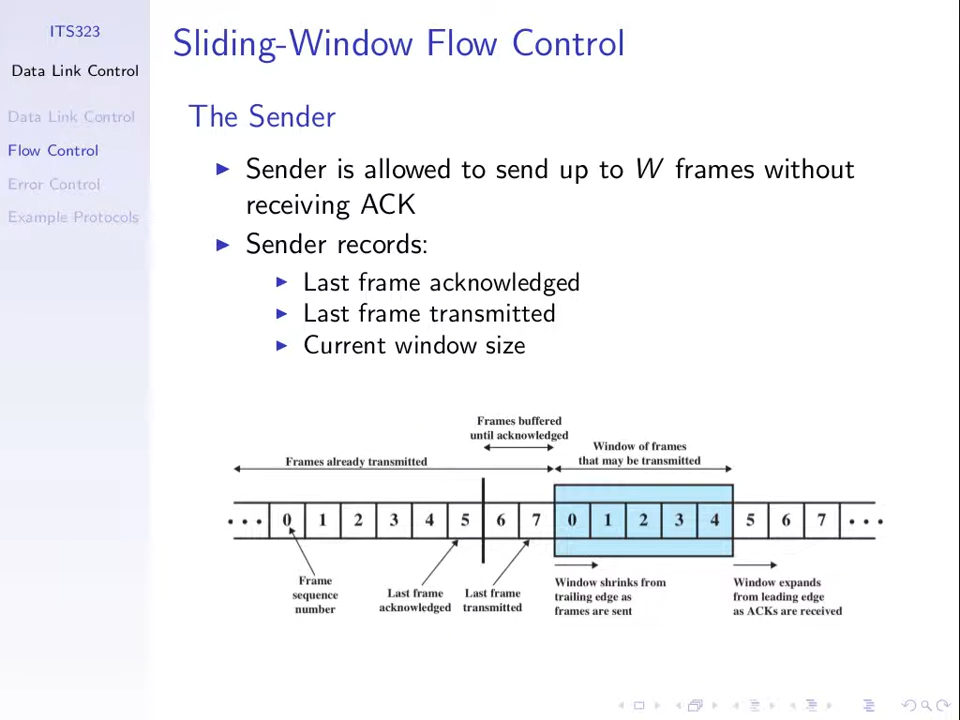 ITS323
Data Link Control
Data Link Control
Flow Control
Error Control
Example Protocols
Sliding-Window Flow Control
The Sender
Sender is allowed to send up to W frames without
receiving ACK
Sender records:
Last frame acknowledged
Last frame transmitted
Current window size
Frames buffered
until acknowledged
Frames already transmitted
Window of frames
that may be transmitted
• • • 0 1 2 3 4 5 6 7 0 1 2 3 4 5 6 7 • • •
Frame
sequence
number
Last frame
acknowledged
Last frame
transmitted
Window shrinks from
trailing edge as
frames are sent
Window expands
from leading edge
as ACKs are received